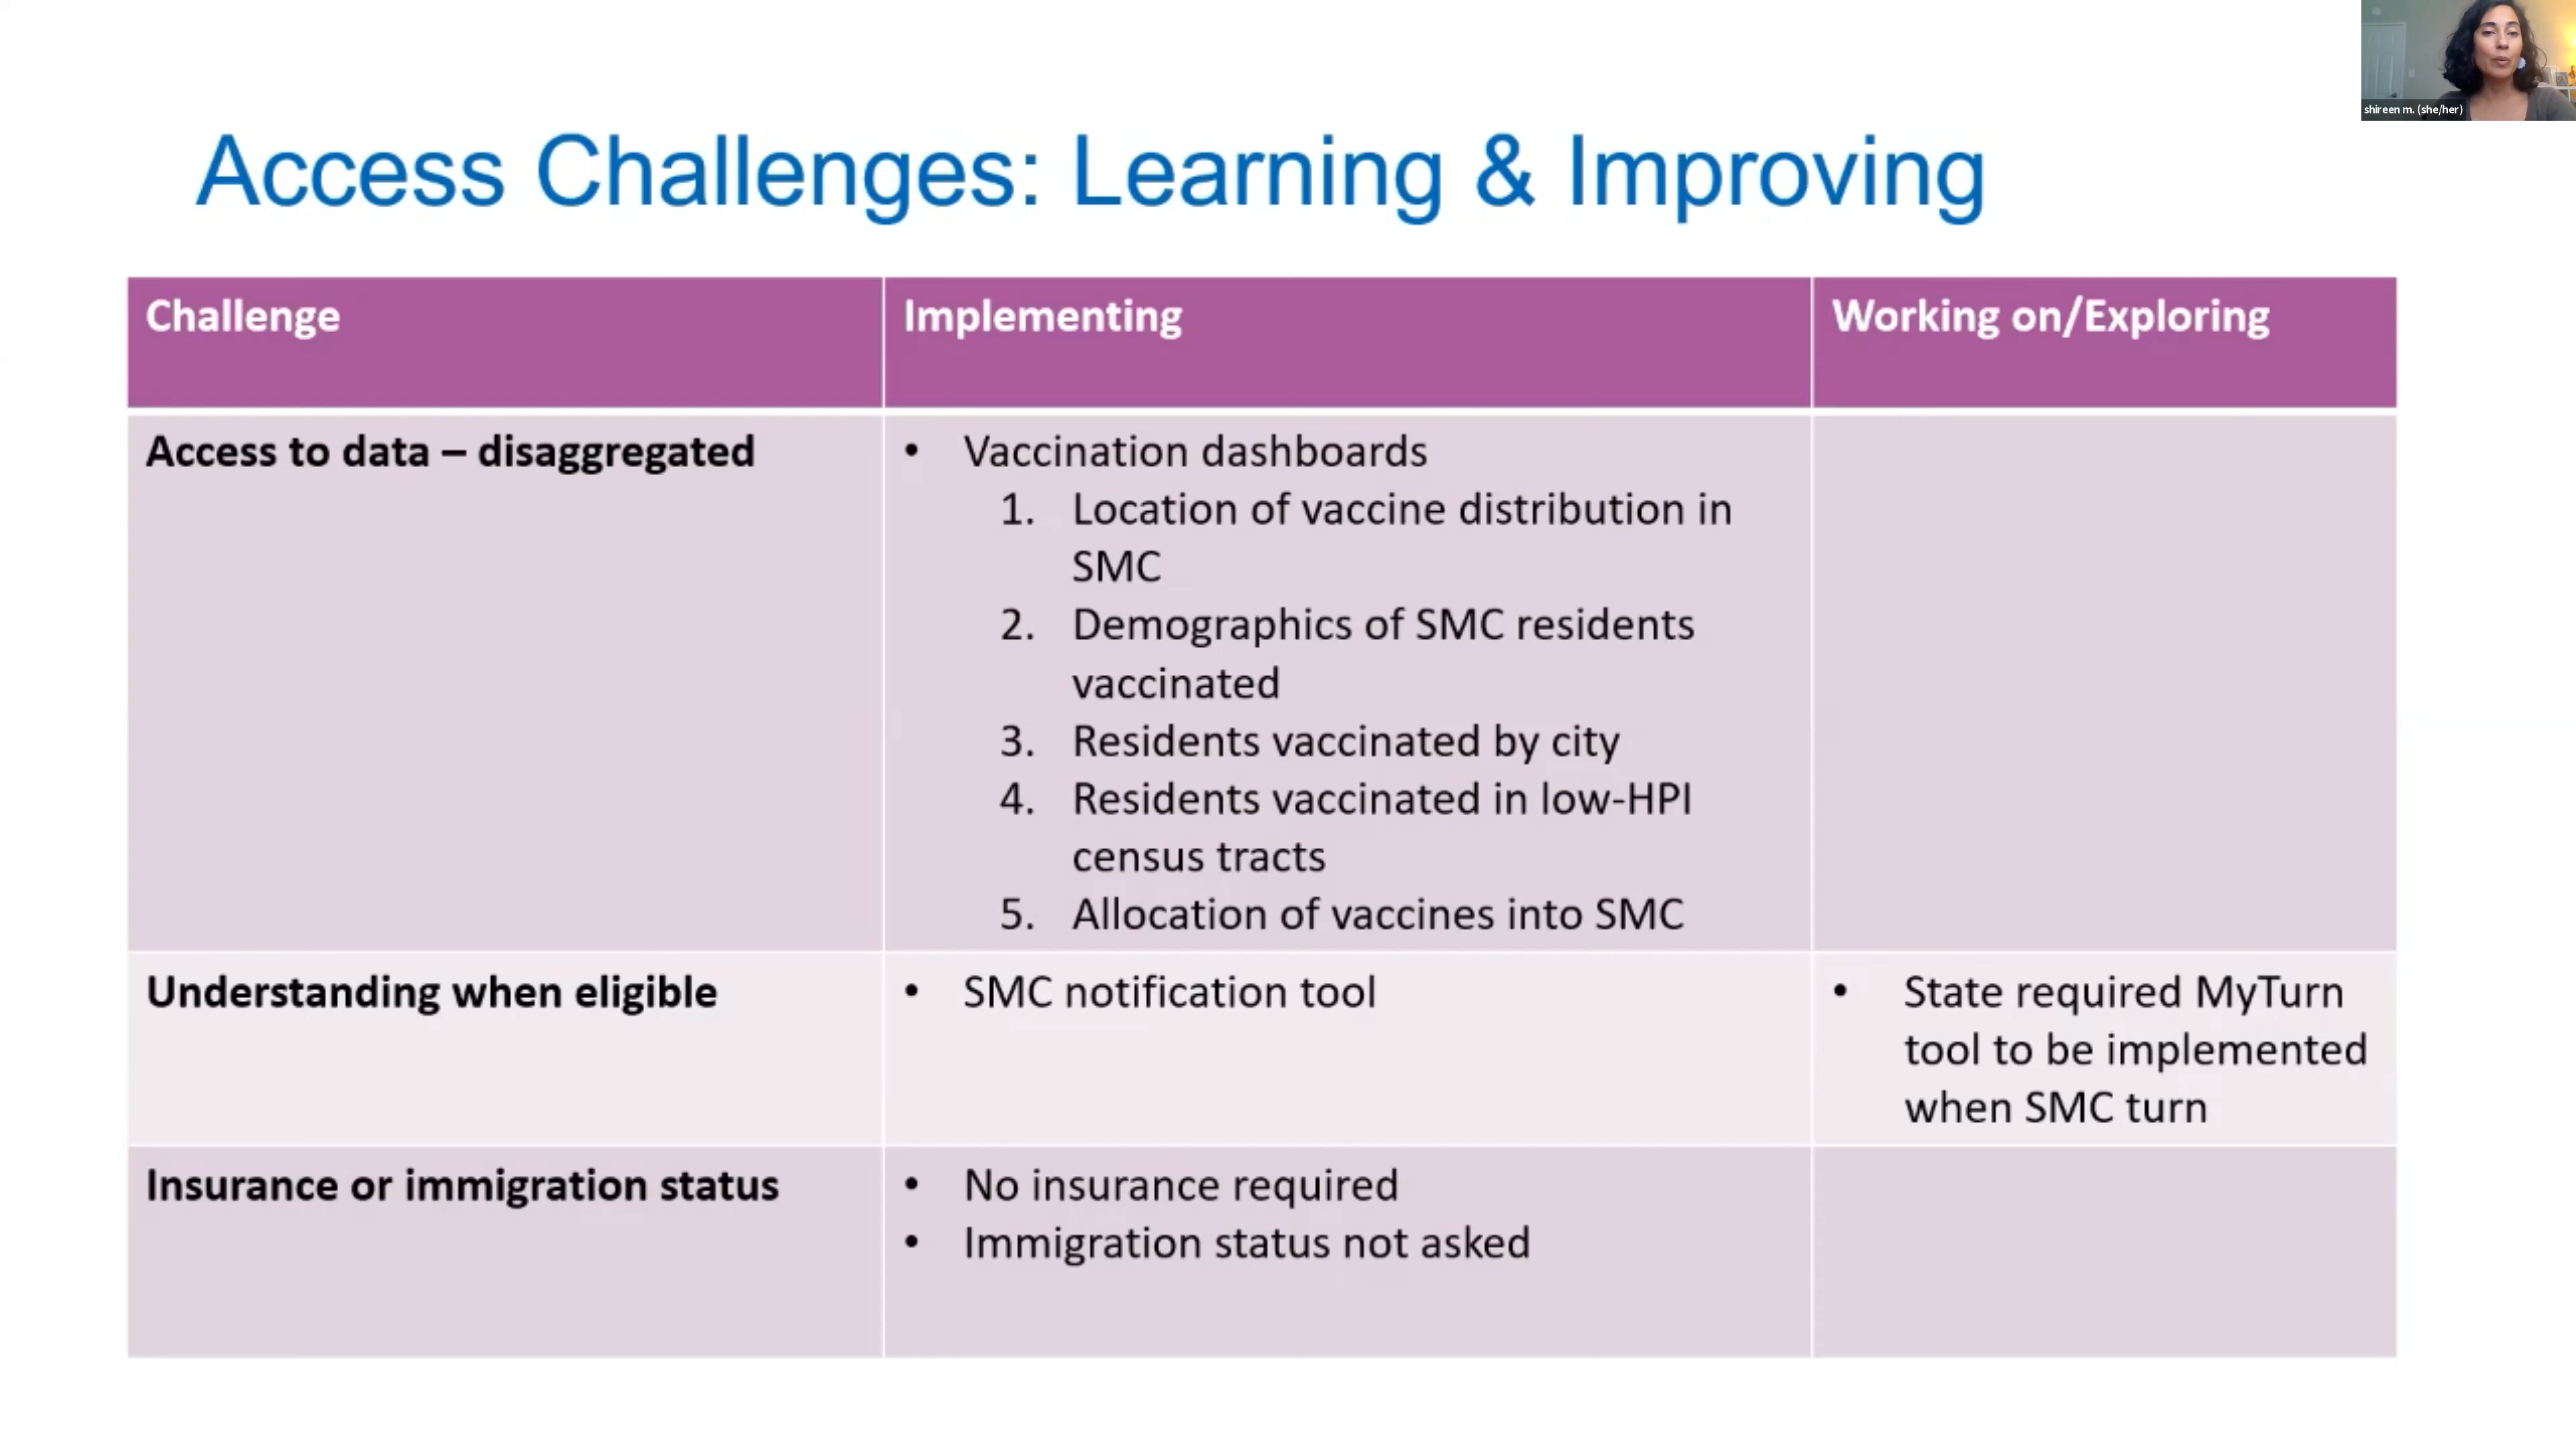 shireen m. (she/her)
Access Challenges: Learning & Improving
Challenge
Implementing
Working on/Exploring
Access to data – disaggregated
• Vaccination dashboards
1. Location of vaccine distribution in
SMC
2. Demographics of SMC residents
vaccinated
3. Residents vaccinated by city
4. Residents vaccinated in low-HPI
census tracts
5. Allocation of vaccines into SMC
Understanding when eligible
• SMC notification tool
• State required MyTurn
tool to be implemented
when SMC turn
Insurance or immigration status
• No insurance required
• Immigration status not asked